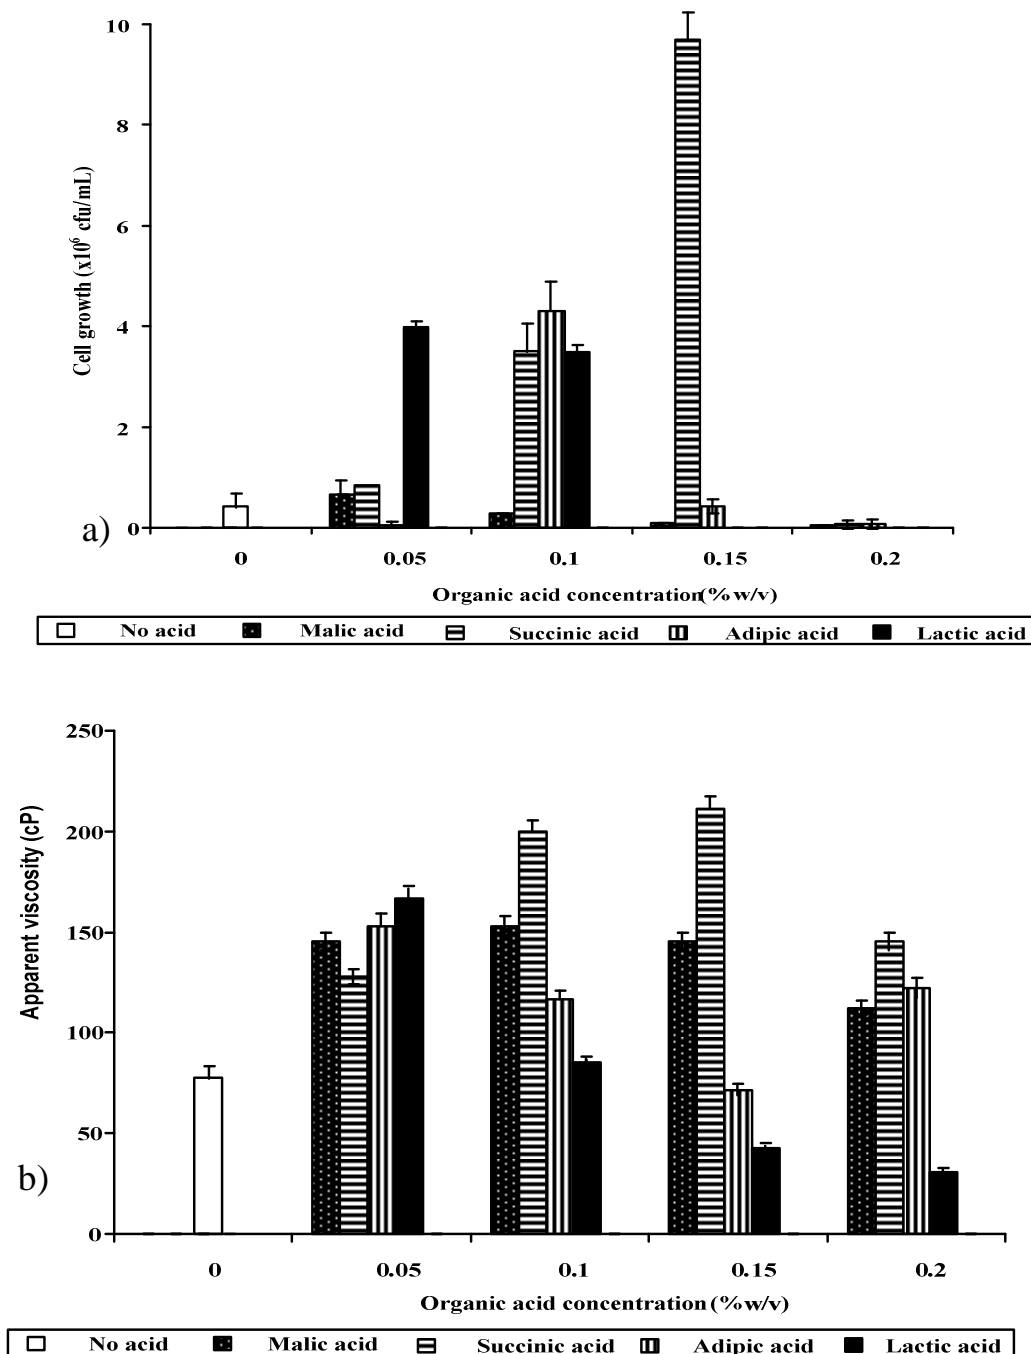 10
8
6
4
2
0
Cell growth (x10⁶ cfu/mL)
a)
0 0.05 0.1 0.15 0.2
Organic acid concentration(%w/v)
No acid Malic acid Succinic acid Adipic acid Lactic acid
250
200
150
100
50
0
Apparent viscosity (cP)
b)
0 0.05 0.1 0.15 0.2
Organic acid concentration(%w/v)
No acid Malic acid Succinic acid Adipic acid Lactic acid